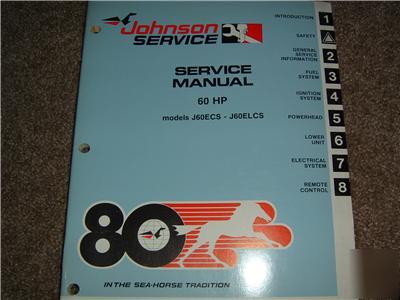 Johnson
SERVICE
SERVICE
MANUAL
60 HP
models J60ECS - J60ELCS
80
IN THE SEA-HORSE TRADITION
INTRODUCTION 1
SAFETY
GENERAL
SERVICE
INFORMATION 2
FUEL
SYSTEM 3
IGNITION
SYSTEM 4
POWERHEAD 5
LOWER
UNIT 6
ELECTRICAL
SYSTEM 7
REMOTE
CONTROL 8